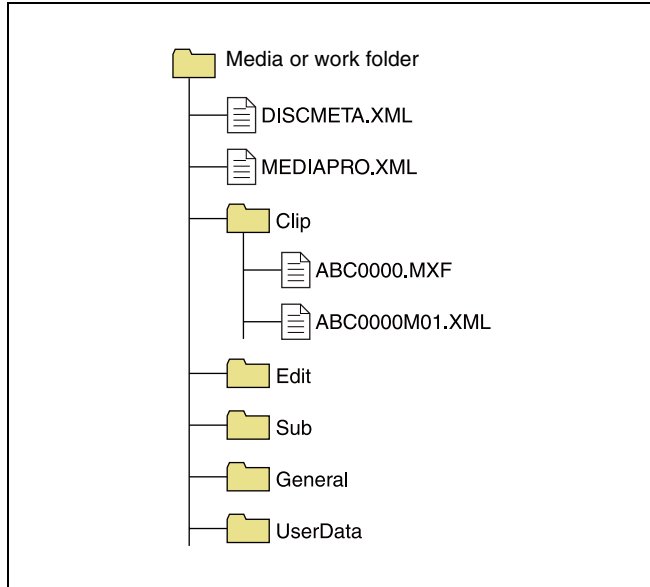 Media or work folder
DISCMETA.XML
MEDIAPRO.XML
Clip
ABC0000.MXF
ABC0000M01.XML
Edit
Sub
General
UserData